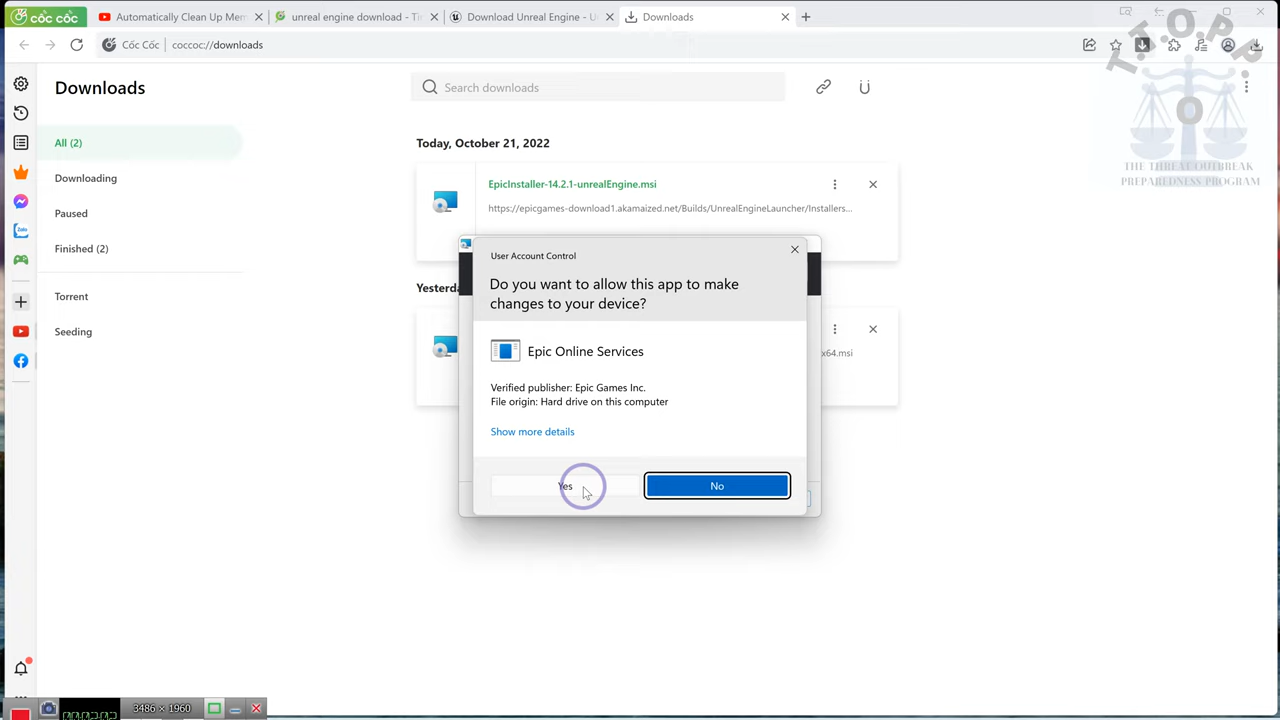 cốc cốc
Automatically Clean Up Mem
unreal engine download - Tì
Download Unreal Engine - U
Downloads
Cốc Cốc
coccoc://downloads
T.T.O.P.P.
O
THE THREAT OUTBREAK
PREPAREDNESS PROGRAM
Downloads
Search downloads
All (2)
Downloading
Paused
Finished (2)
Torrent
Seeding
Zalo
Today, October 21, 2022
EpicInstaller-14.2.1-unrealEngine.msi
https://epicgames-download1.akamaized.net/Builds/UnrealEngineLauncher/Installers...
Yesterda
x64.msi
User Account Control
Do you want to allow this app to make
changes to your device?
Epic Online Services
Verified publisher: Epic Games Inc.
File origin: Hard drive on this computer
Show more details
Yes
No
3486 × 1960